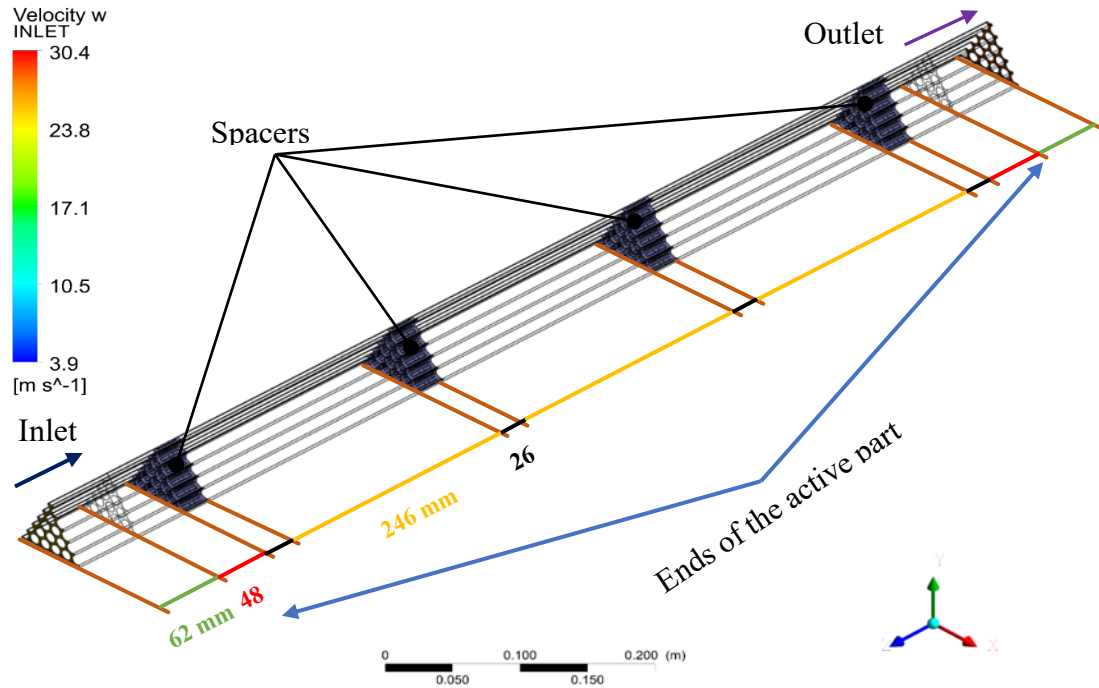 Velocity w
INLET
30.4
23.8
17.1
10.5
3.9
[m s^-1]
Outlet
Spacers
Inlet
26
246 mm
62 mm 48
Ends of the active part
0 0.100 0.200 (m)
0.050 0.150
Y
Z X